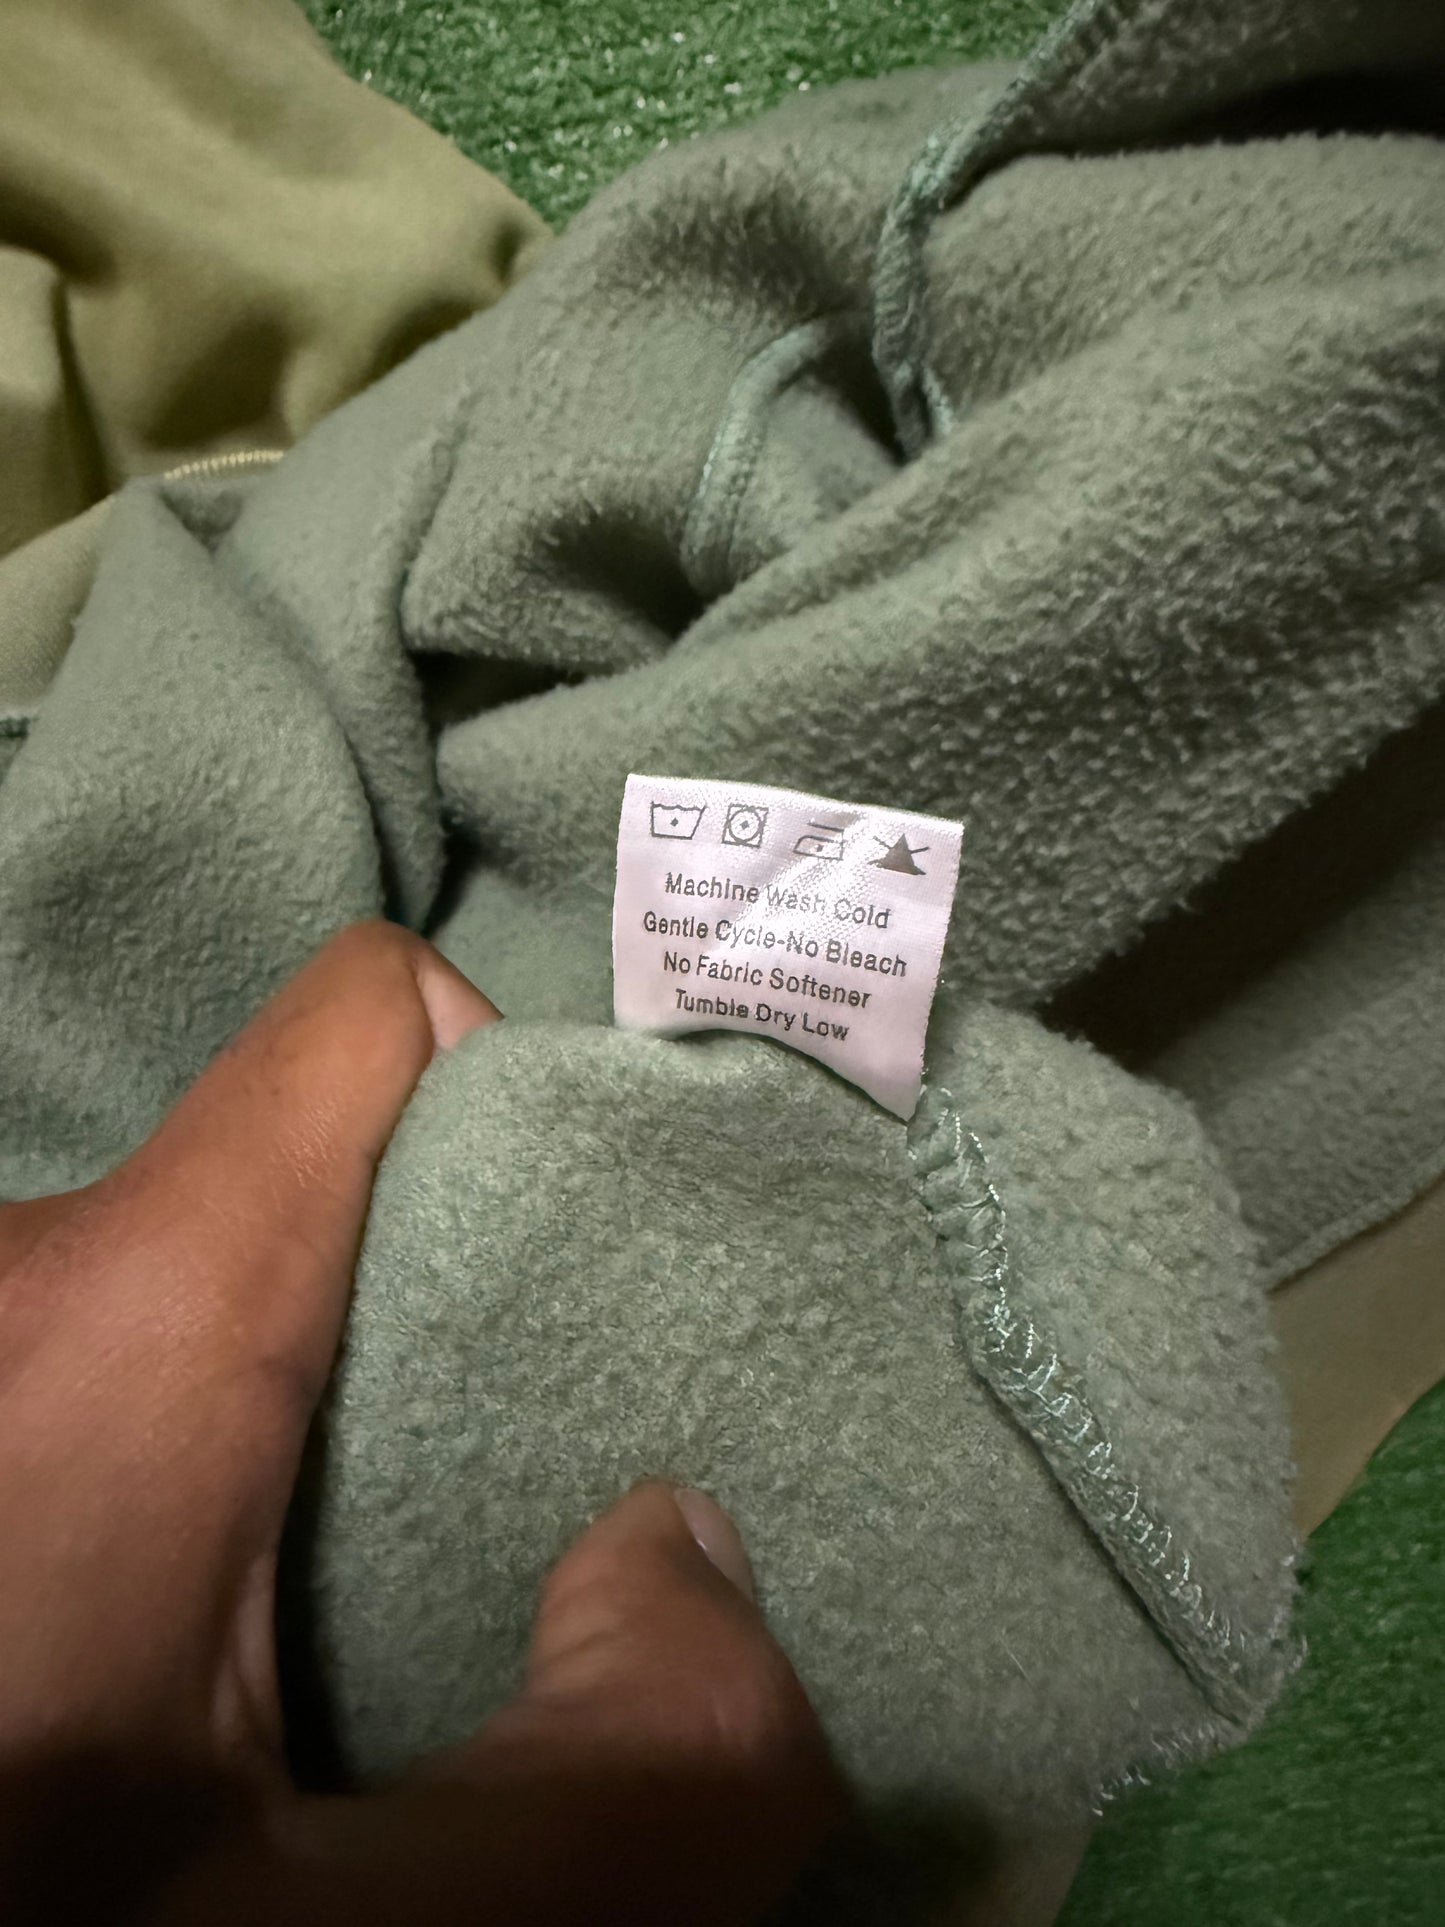 Machine Wash Cold
Gentle Cycle-No Bleach
No Fabric Softener
Tumble Dry Low